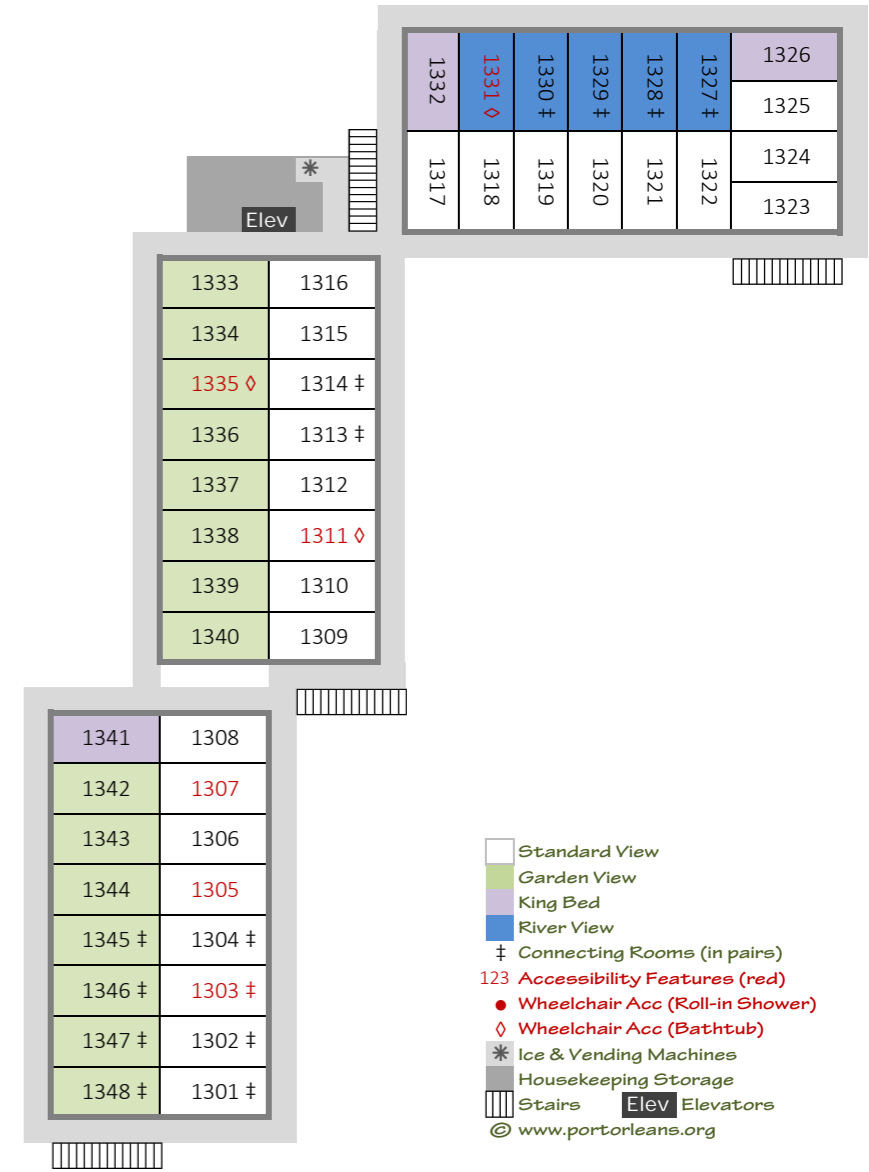 1332
1331 ◊
1330 ‡
1329 ‡
1328 ‡
1327 ‡
1326
1325
1317
1318
1319
1320
1321
1322
1324
1323
Elev
1333 1316
1334 1315
1335 ◊ 1314 ‡
1336 1313 ‡
1337 1312
1338 1311 ◊
1339 1310
1340 1309
1341 1308
1342 1307
1343 1306
1344 1305
1345 ‡ 1304 ‡
1346 ‡ 1303 ‡
1347 ‡ 1302 ‡
1348 ‡ 1301 ‡
Standard View
Garden View
King Bed
River View
‡ Connecting Rooms (in pairs)
123 Accessibility Features (red)
● Wheelchair Acc (Roll-in Shower)
◊ Wheelchair Acc (Bathtub)
Ice & Vending Machines
Housekeeping Storage
Stairs Elev Elevators
© www.portorleans.org